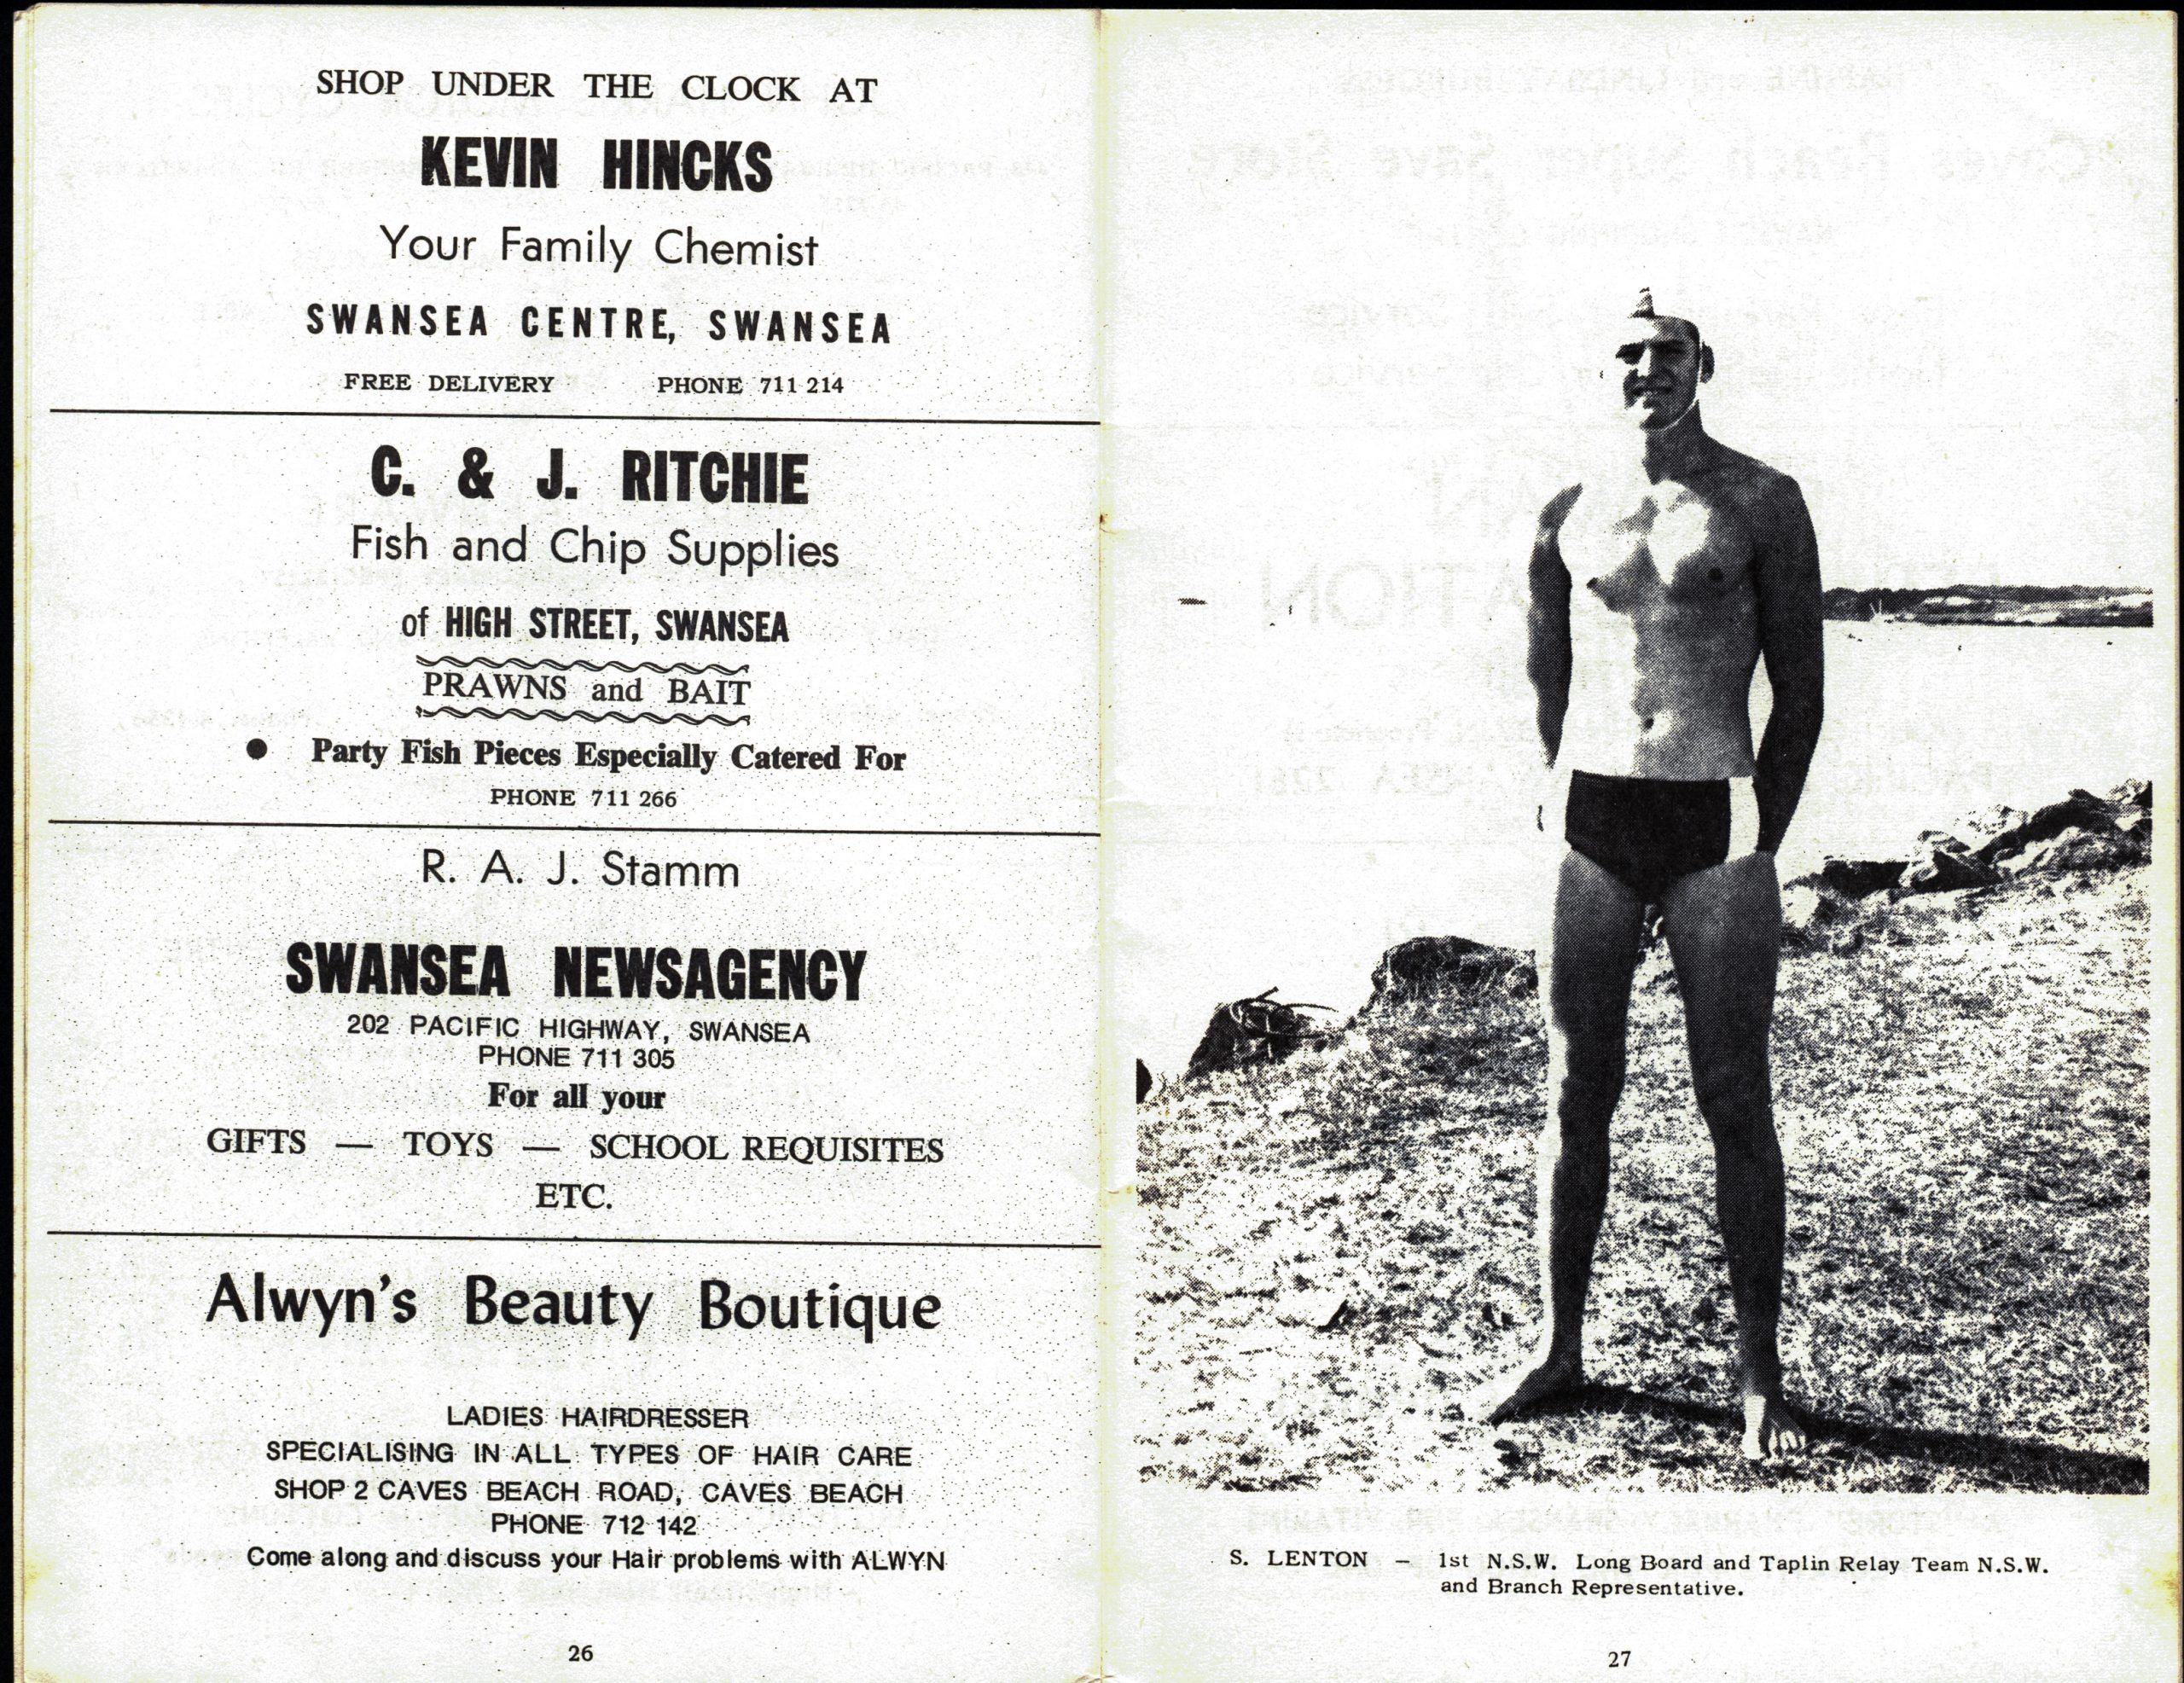 SHOP UNDER THE CLOCK AT
KEVIN HINCKS
Your Family Chemist
SWANSEA CENTRE, SWANSEA
FREE DELIVERY PHONE 711 214
C. & J. RITCHIE
Fish and Chip Supplies
of HIGH STREET, SWANSEA
PRAWNS and BAIT
● Party Fish Pieces Especially Catered For
PHONE 711 266
R. A. J. Stamm
SWANSEA NEWSAGENCY
202 PACIFIC HIGHWAY, SWANSEA
PHONE 711 305
For all your
GIFTS — TOYS — SCHOOL REQUISITES
ETC.
Alwyn's Beauty Boutique
LADIES HAIRDRESSER
SPECIALISING IN ALL TYPES OF HAIR CARE
SHOP 2 CAVES BEACH ROAD, CAVES BEACH
PHONE 712 142
Come along and discuss your Hair problems with ALWYN
26
S. LENTON – 1st N.S.W. Long Board and Taplin Relay Team N.S.W.
and Branch Representative.
27